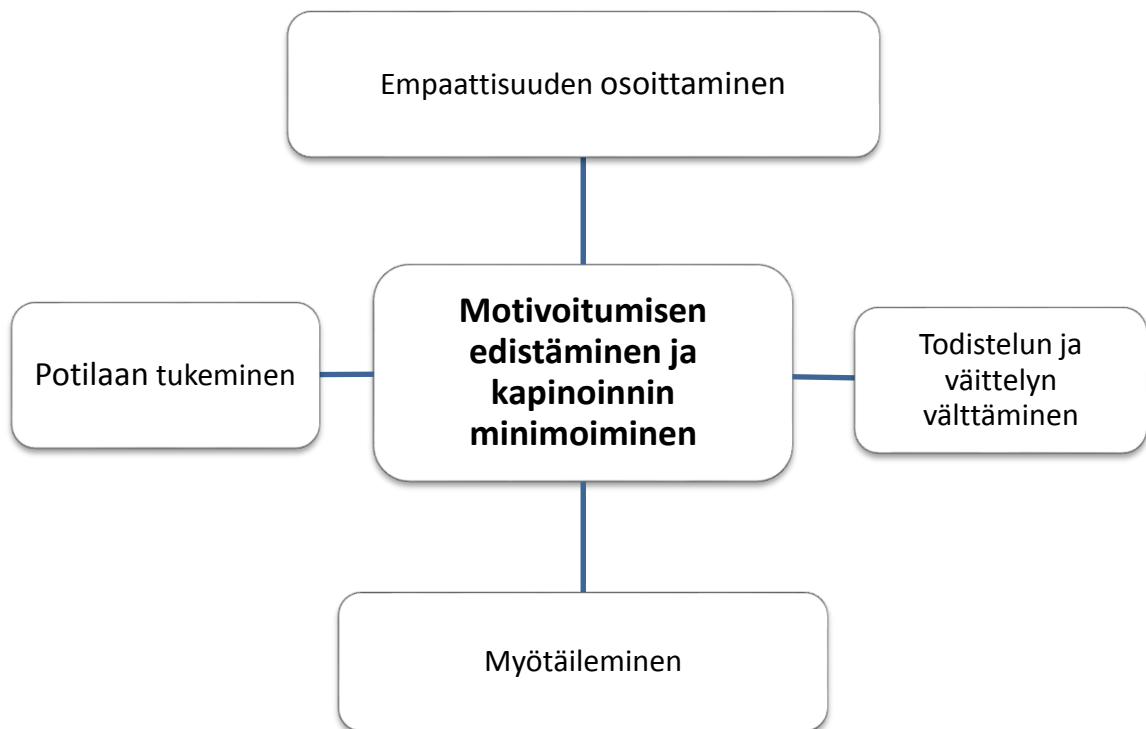 Empaattisuuden osoittaminen
Potilaan tukeminen
Motivoitumisen
edistäminen ja
kapinoinnin
minimoiminen
Todistelun ja
väittelyn
välttäminen
Myötäileminen